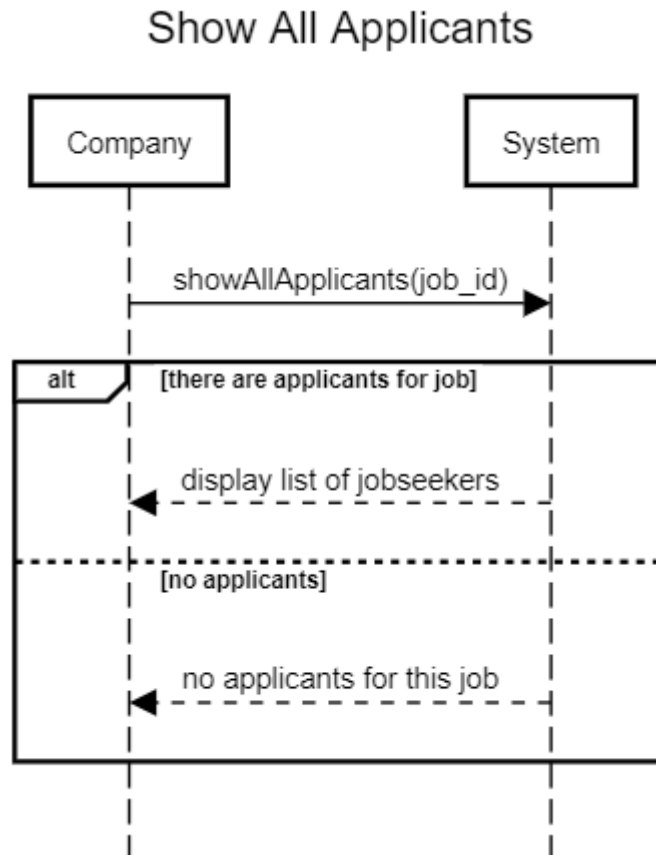 Show All Applicants
Company
System
showAllApplicants(job_id)
alt
[there are applicants for job]
display list of jobseekers
[no applicants]
no applicants for this job